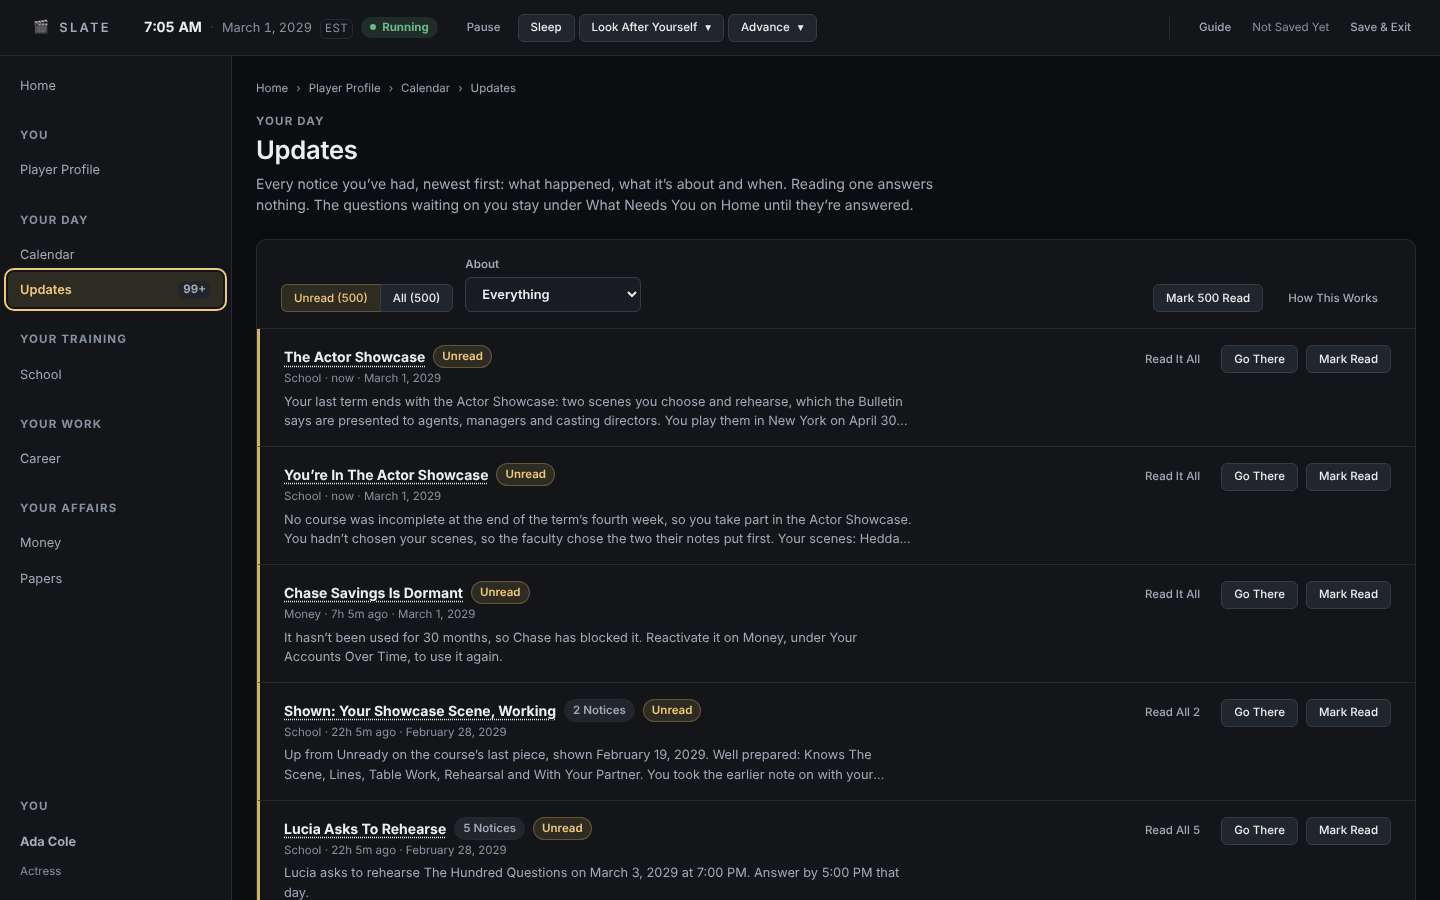 SLATE
7:05 AM · March 1, 2029 EST Running
Pause
Sleep
Look After Yourself ▾
Advance ▾
Guide
Not Saved Yet
Save & Exit
Home
YOU
Player Profile
YOUR DAY
Calendar
Updates 99+
YOUR TRAINING
School
YOUR WORK
Career
YOUR AFFAIRS
Money
Papers
YOU
Ada Cole
Actress
Home › Player Profile › Calendar › Updates
YOUR DAY
Updates
Every notice you’ve had, newest first: what happened, what it’s about and when. Reading one answers
nothing. The questions waiting on you stay under What Needs You on Home until they’re answered.
About
Unread (500) All (500) Everything
Mark 500 Read How This Works
The Actor Showcase Unread
Read It All Go There Mark Read
School · now · March 1, 2029
Your last term ends with the Actor Showcase: two scenes you choose and rehearse, which the Bulletin
says are presented to agents, managers and casting directors. You play them in New York on April 30...
You’re In The Actor Showcase Unread
Read It All Go There Mark Read
School · now · March 1, 2029
No course was incomplete at the end of the term’s fourth week, so you take part in the Actor Showcase.
You hadn’t chosen your scenes, so the faculty chose the two their notes put first. Your scenes: Hedda...
Chase Savings Is Dormant Unread
Read It All Go There Mark Read
Money · 7h 5m ago · March 1, 2029
It hasn’t been used for 30 months, so Chase has blocked it. Reactivate it on Money, under Your
Accounts Over Time, to use it again.
Shown: Your Showcase Scene, Working 2 Notices Unread
Read All 2 Go There Mark Read
School · 22h 5m ago · February 28, 2029
Up from Unready on the course’s last piece, shown February 19, 2029. Well prepared: Knows The
Scene, Lines, Table Work, Rehearsal and With Your Partner. You took the earlier note on with your...
Lucia Asks To Rehearse 5 Notices Unread
Read All 5 Go There Mark Read
School · 22h 5m ago · February 28, 2029
Lucia asks to rehearse The Hundred Questions on March 3, 2029 at 7:00 PM. Answer by 5:00 PM that
day.